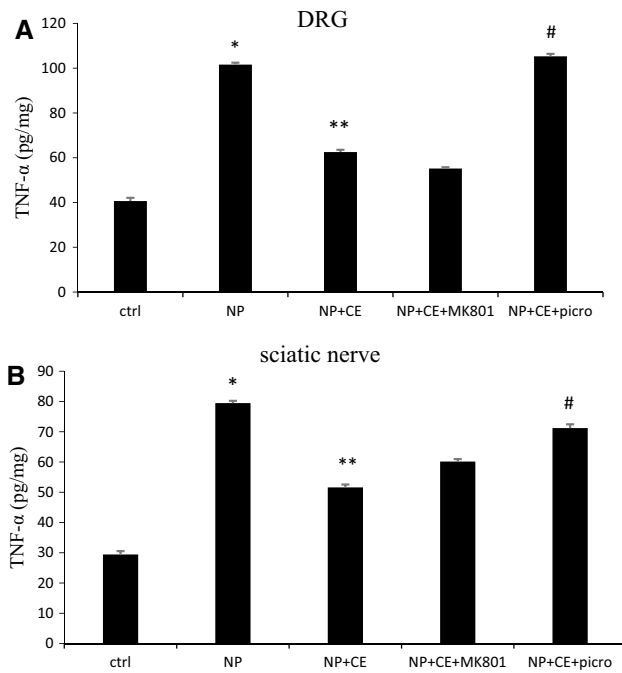 A
DRG
TNF-α (pg/mg)
120
100
80
60
40
20
0
*
**
#
ctrl
NP
NP+CE
NP+CE+MK801
NP+CE+picro
B
sciatic nerve
TNF-α (pg/mg)
90
80
70
60
50
40
30
20
10
0
*
**
#
ctrl
NP
NP+CE
NP+CE+MK801
NP+CE+picro